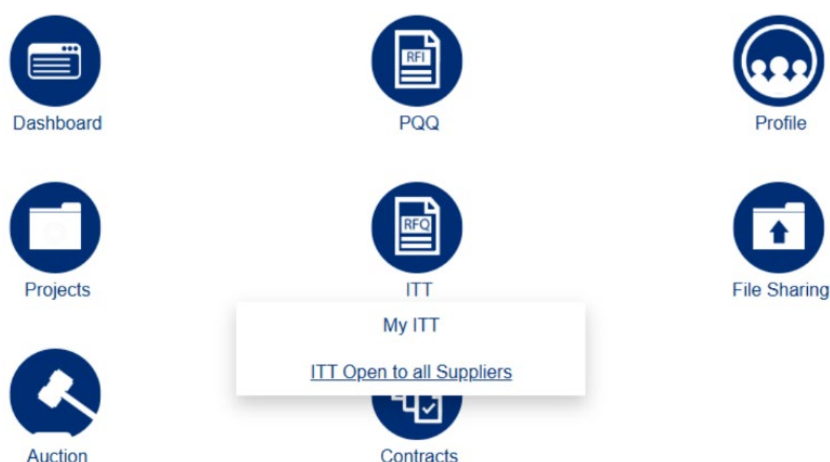 Dashboard
RFI
PQQ
Profile
Projects
RFQ
ITT
File Sharing
My ITT
ITT Open to all Suppliers
Auction
Contracts